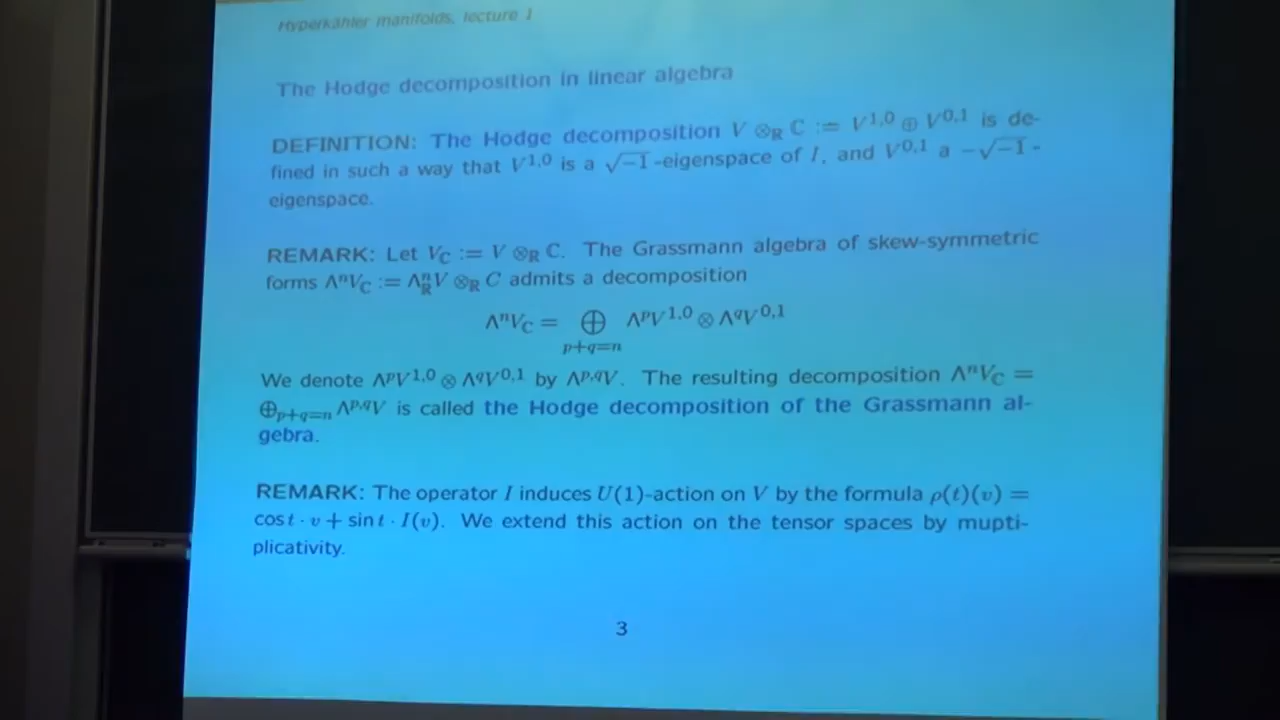 Hyperkähler manifolds, lecture 1
The Hodge decomposition in linear algebra
DEFINITION: The Hodge decomposition V ⊗ℝ ℂ := V^{1,0} ⊕ V^{0,1} is de-
fined in such a way that V^{1,0} is a √−1-eigenspace of I, and V^{0,1} a −√−1-
eigenspace.
REMARK: Let V_ℂ := V ⊗ℝ ℂ. The Grassmann algebra of skew-symmetric
forms Λ^n V_ℂ := Λ^n_ℝ V ⊗ℝ C admits a decomposition
Λ^n V_ℂ = ⊕ Λ^p V^{1,0} ⊗ Λ^q V^{0,1}
p+q=n
We denote Λ^p V^{1,0} ⊗ Λ^q V^{0,1} by Λ^{p,q} V. The resulting decomposition Λ^n V_ℂ =
⊕_{p+q=n} Λ^{p,q} V is called the Hodge decomposition of the Grassmann al-
gebra.
REMARK: The operator I induces U(1)-action on V by the formula ρ(t)(v) =
cos t · v + sin t · I(v). We extend this action on the tensor spaces by mupti-
plicativity.
3